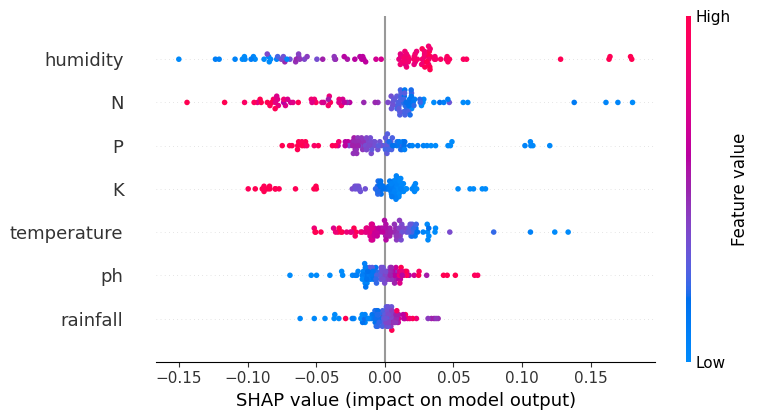 High
humidity
N
P
K
temperature
ph
rainfall
Feature value
Low
−0.15 −0.10 −0.05 0.00 0.05 0.10 0.15
SHAP value (impact on model output)